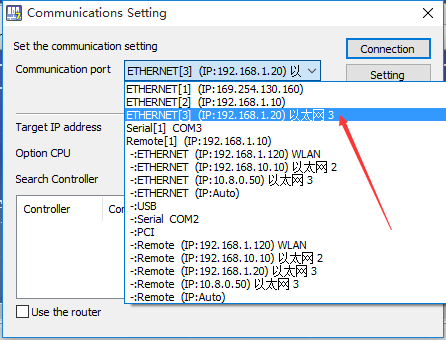 Communications Setting
Set the communication setting
Connection
Communication port
ETHERNET[3] (IP:192.168.1.20) 以
Setting
ETHERNET[1] (IP:169.254.130.160)
ETHERNET[2] (IP:192.168.1.10)
ETHERNET[3] (IP:192.168.1.20) 以太网 3
Target IP address
Serial[1] COM3
Remote[1] (IP:192.168.1.10)
Option CPU
-:ETHERNET (IP:192.168.1.120) WLAN
-:ETHERNET (IP:192.168.10.10) 以太网 2
Search Controller
-:ETHERNET (IP:10.8.0.50) 以太网 3
-:ETHERNET (IP:Auto)
Controller
Co
-:USB
-:Serial COM2
-:PCI
-:Remote (IP:192.168.1.120) WLAN
-:Remote (IP:192.168.10.10) 以太网 2
-:Remote (IP:192.168.1.20) 以太网 3
-:Remote (IP:10.8.0.50) 以太网 3
-:Remote (IP:Auto)
Use the router